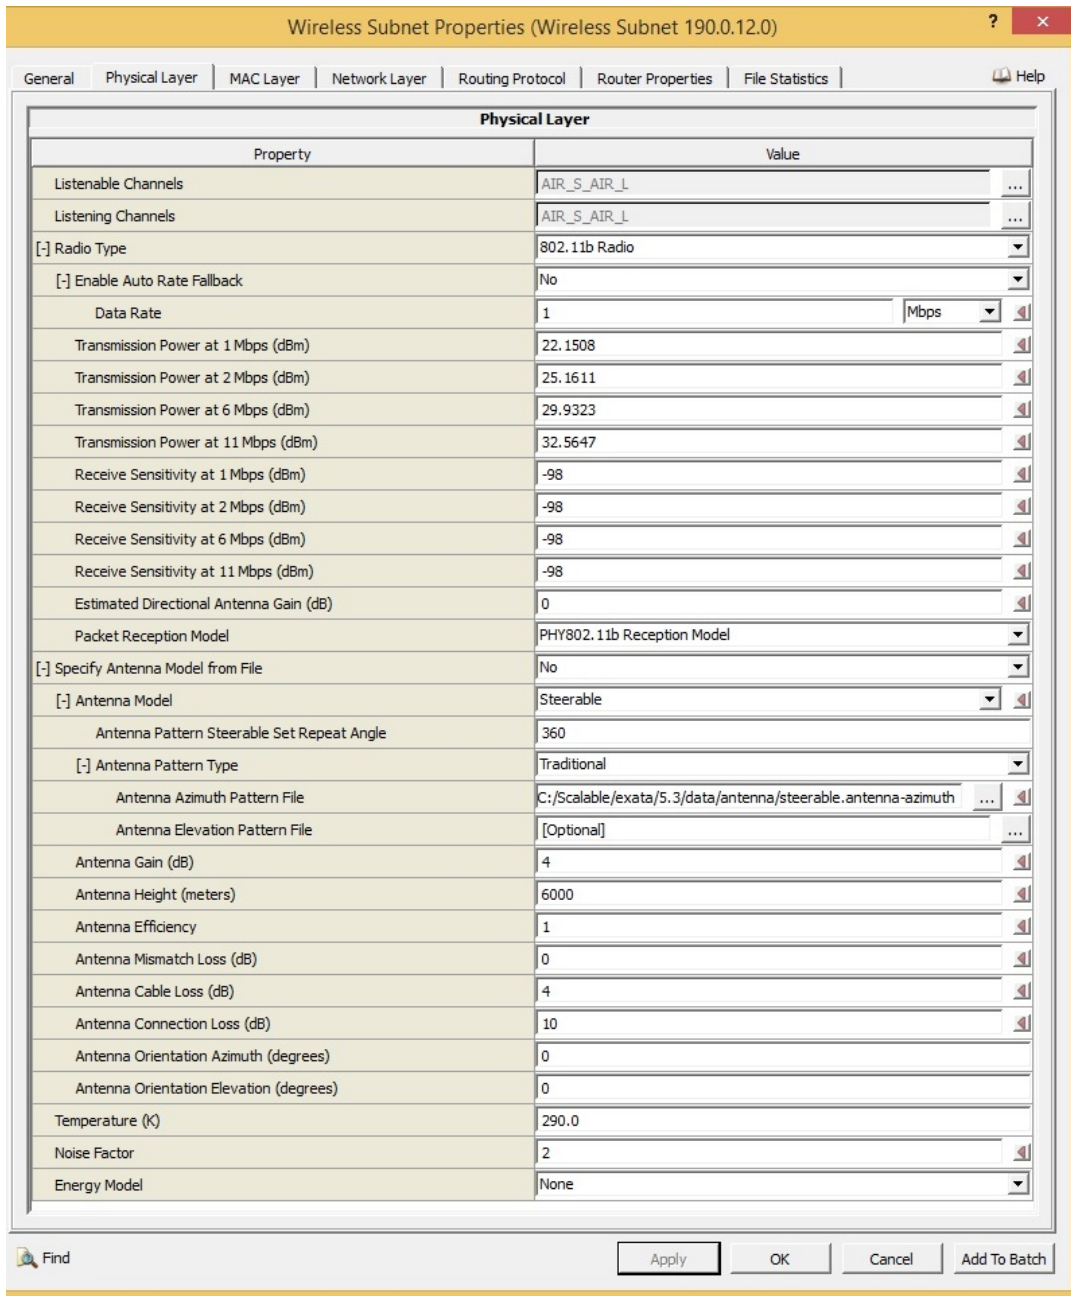 Wireless Subnet Properties (Wireless Subnet 190.0.12.0) ? ×
General Physical Layer MAC Layer Network Layer Routing Protocol Router Properties File Statistics Help
Physical Layer
Property Value
Listenable Channels AIR_S_AIR_L ...
Listening Channels AIR_S_AIR_L ...
[-] Radio Type 802.11b Radio
[-] Enable Auto Rate Fallback No
Data Rate 1 Mbps
Transmission Power at 1 Mbps (dBm) 22.1508
Transmission Power at 2 Mbps (dBm) 25.1611
Transmission Power at 6 Mbps (dBm) 29.9323
Transmission Power at 11 Mbps (dBm) 32.5647
Receive Sensitivity at 1 Mbps (dBm) -98
Receive Sensitivity at 2 Mbps (dBm) -98
Receive Sensitivity at 6 Mbps (dBm) -98
Receive Sensitivity at 11 Mbps (dBm) -98
Estimated Directional Antenna Gain (dB) 0
Packet Reception Model PHY802.11b Reception Model
[-] Specify Antenna Model from File No
[-] Antenna Model Steerable
Antenna Pattern Steerable Set Repeat Angle 360
[-] Antenna Pattern Type Traditional
Antenna Azimuth Pattern File C:/Scalable/exata/5.3/data/antenna/steerable.antenna-azimuth ...
Antenna Elevation Pattern File [Optional] ...
Antenna Gain (dB) 4
Antenna Height (meters) 6000
Antenna Efficiency 1
Antenna Mismatch Loss (dB) 0
Antenna Cable Loss (dB) 4
Antenna Connection Loss (dB) 10
Antenna Orientation Azimuth (degrees) 0
Antenna Orientation Elevation (degrees) 0
Temperature (K) 290.0
Noise Factor 2
Energy Model None
Find Apply OK Cancel Add To Batch